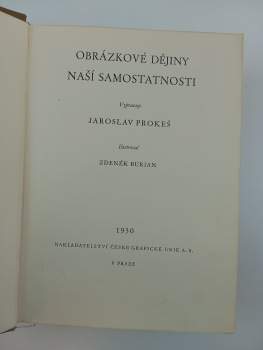 OBRÁZKOVÉ DĚJINY
NAŠÍ SAMOSTATNOSTI
Vypravuje
JAROSLAV PROKEŠ
Ilustroval
ZDENĚK BURIAN
1930
NAKLADATELSTVÍ ČESKÉ GRAFICKÉ UNIE A. S.
V PRAZE